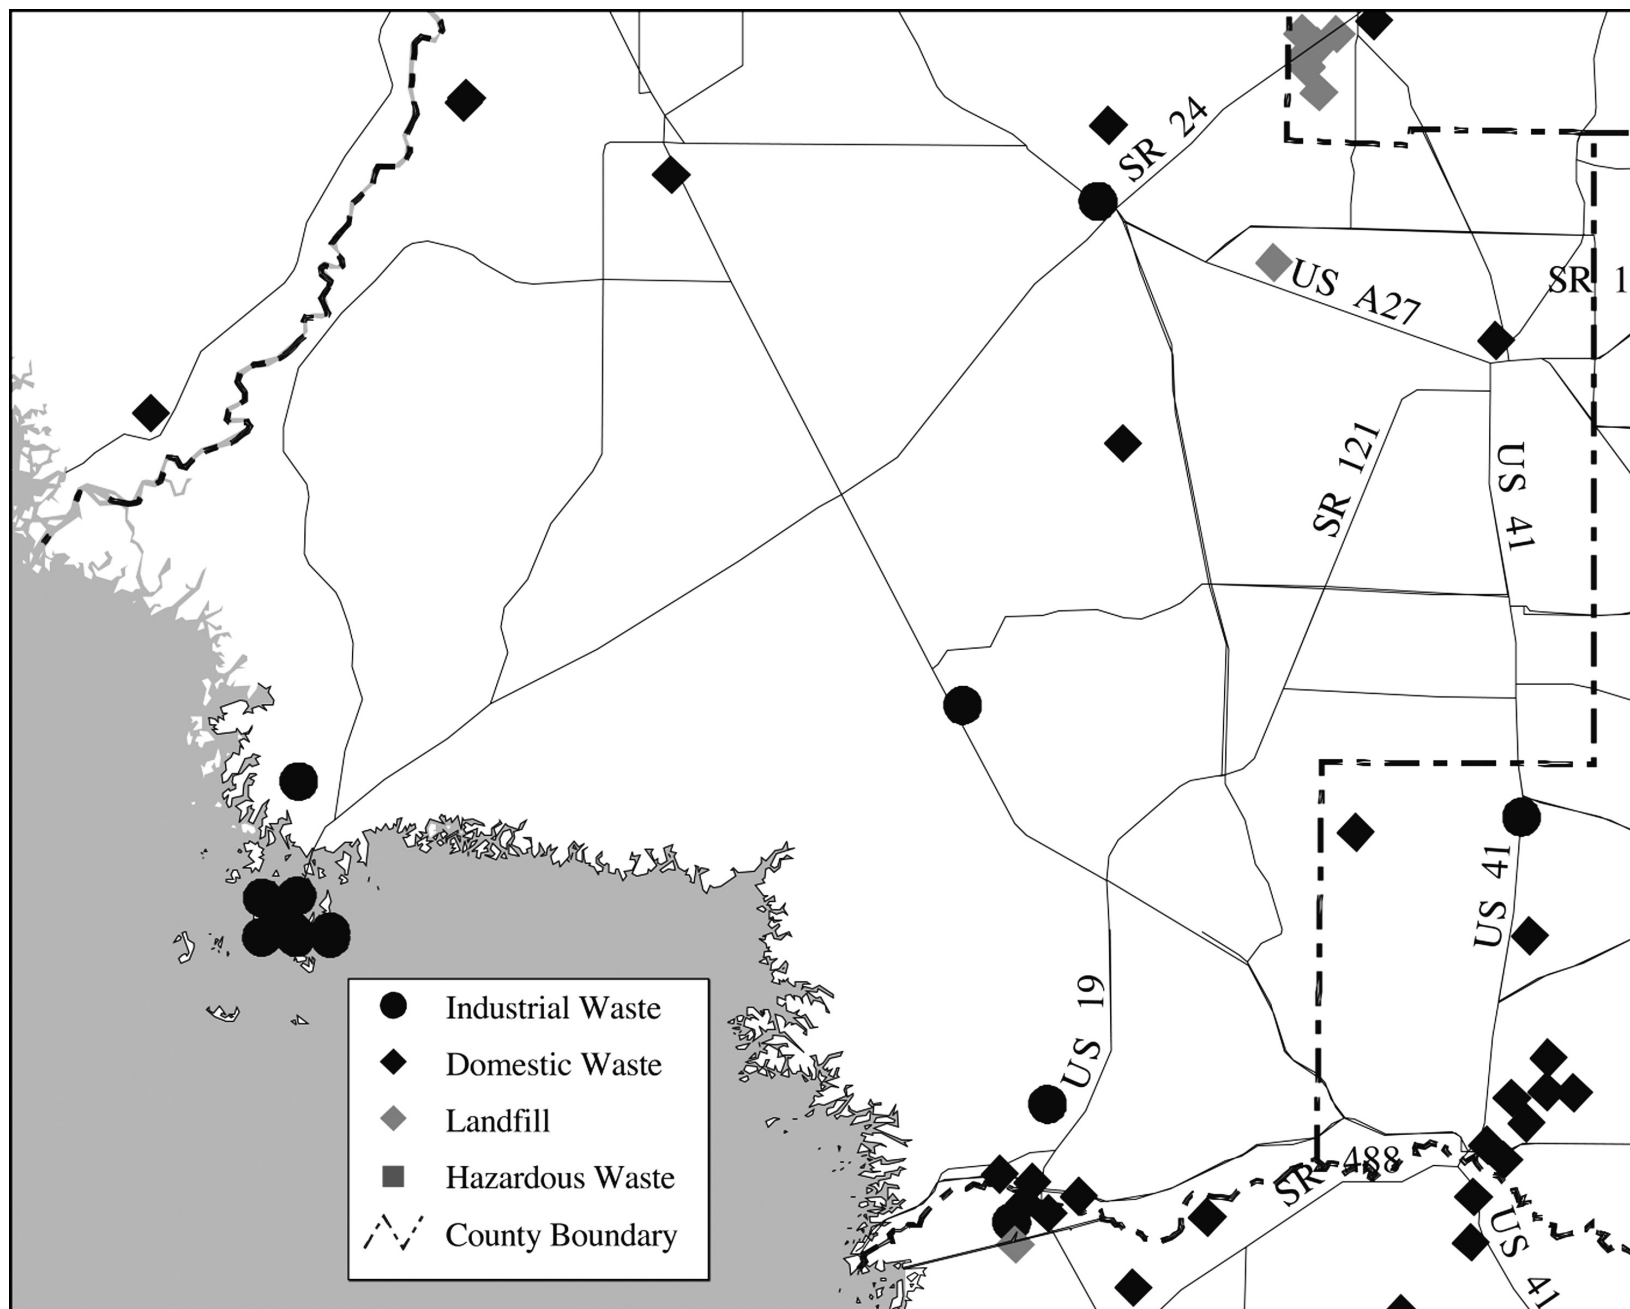 SR 24
US A27
SR 1
SR 121
US 41
US 41
US 19
SR 488
US 41
Industrial Waste
Domestic Waste
Landfill
Hazardous Waste
County Boundary